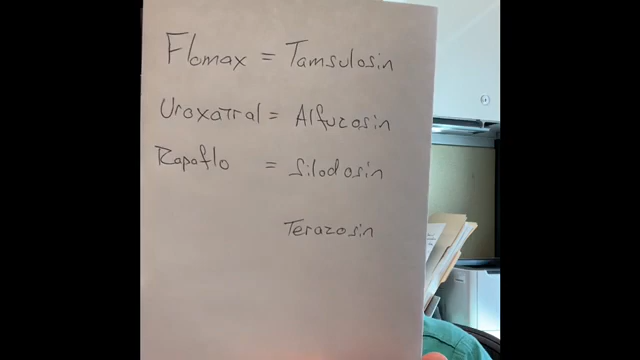 Flomax = Tamsulosin
Uroxatral = Alfuzosin
Rapaflo = Silodosin
Terazosin